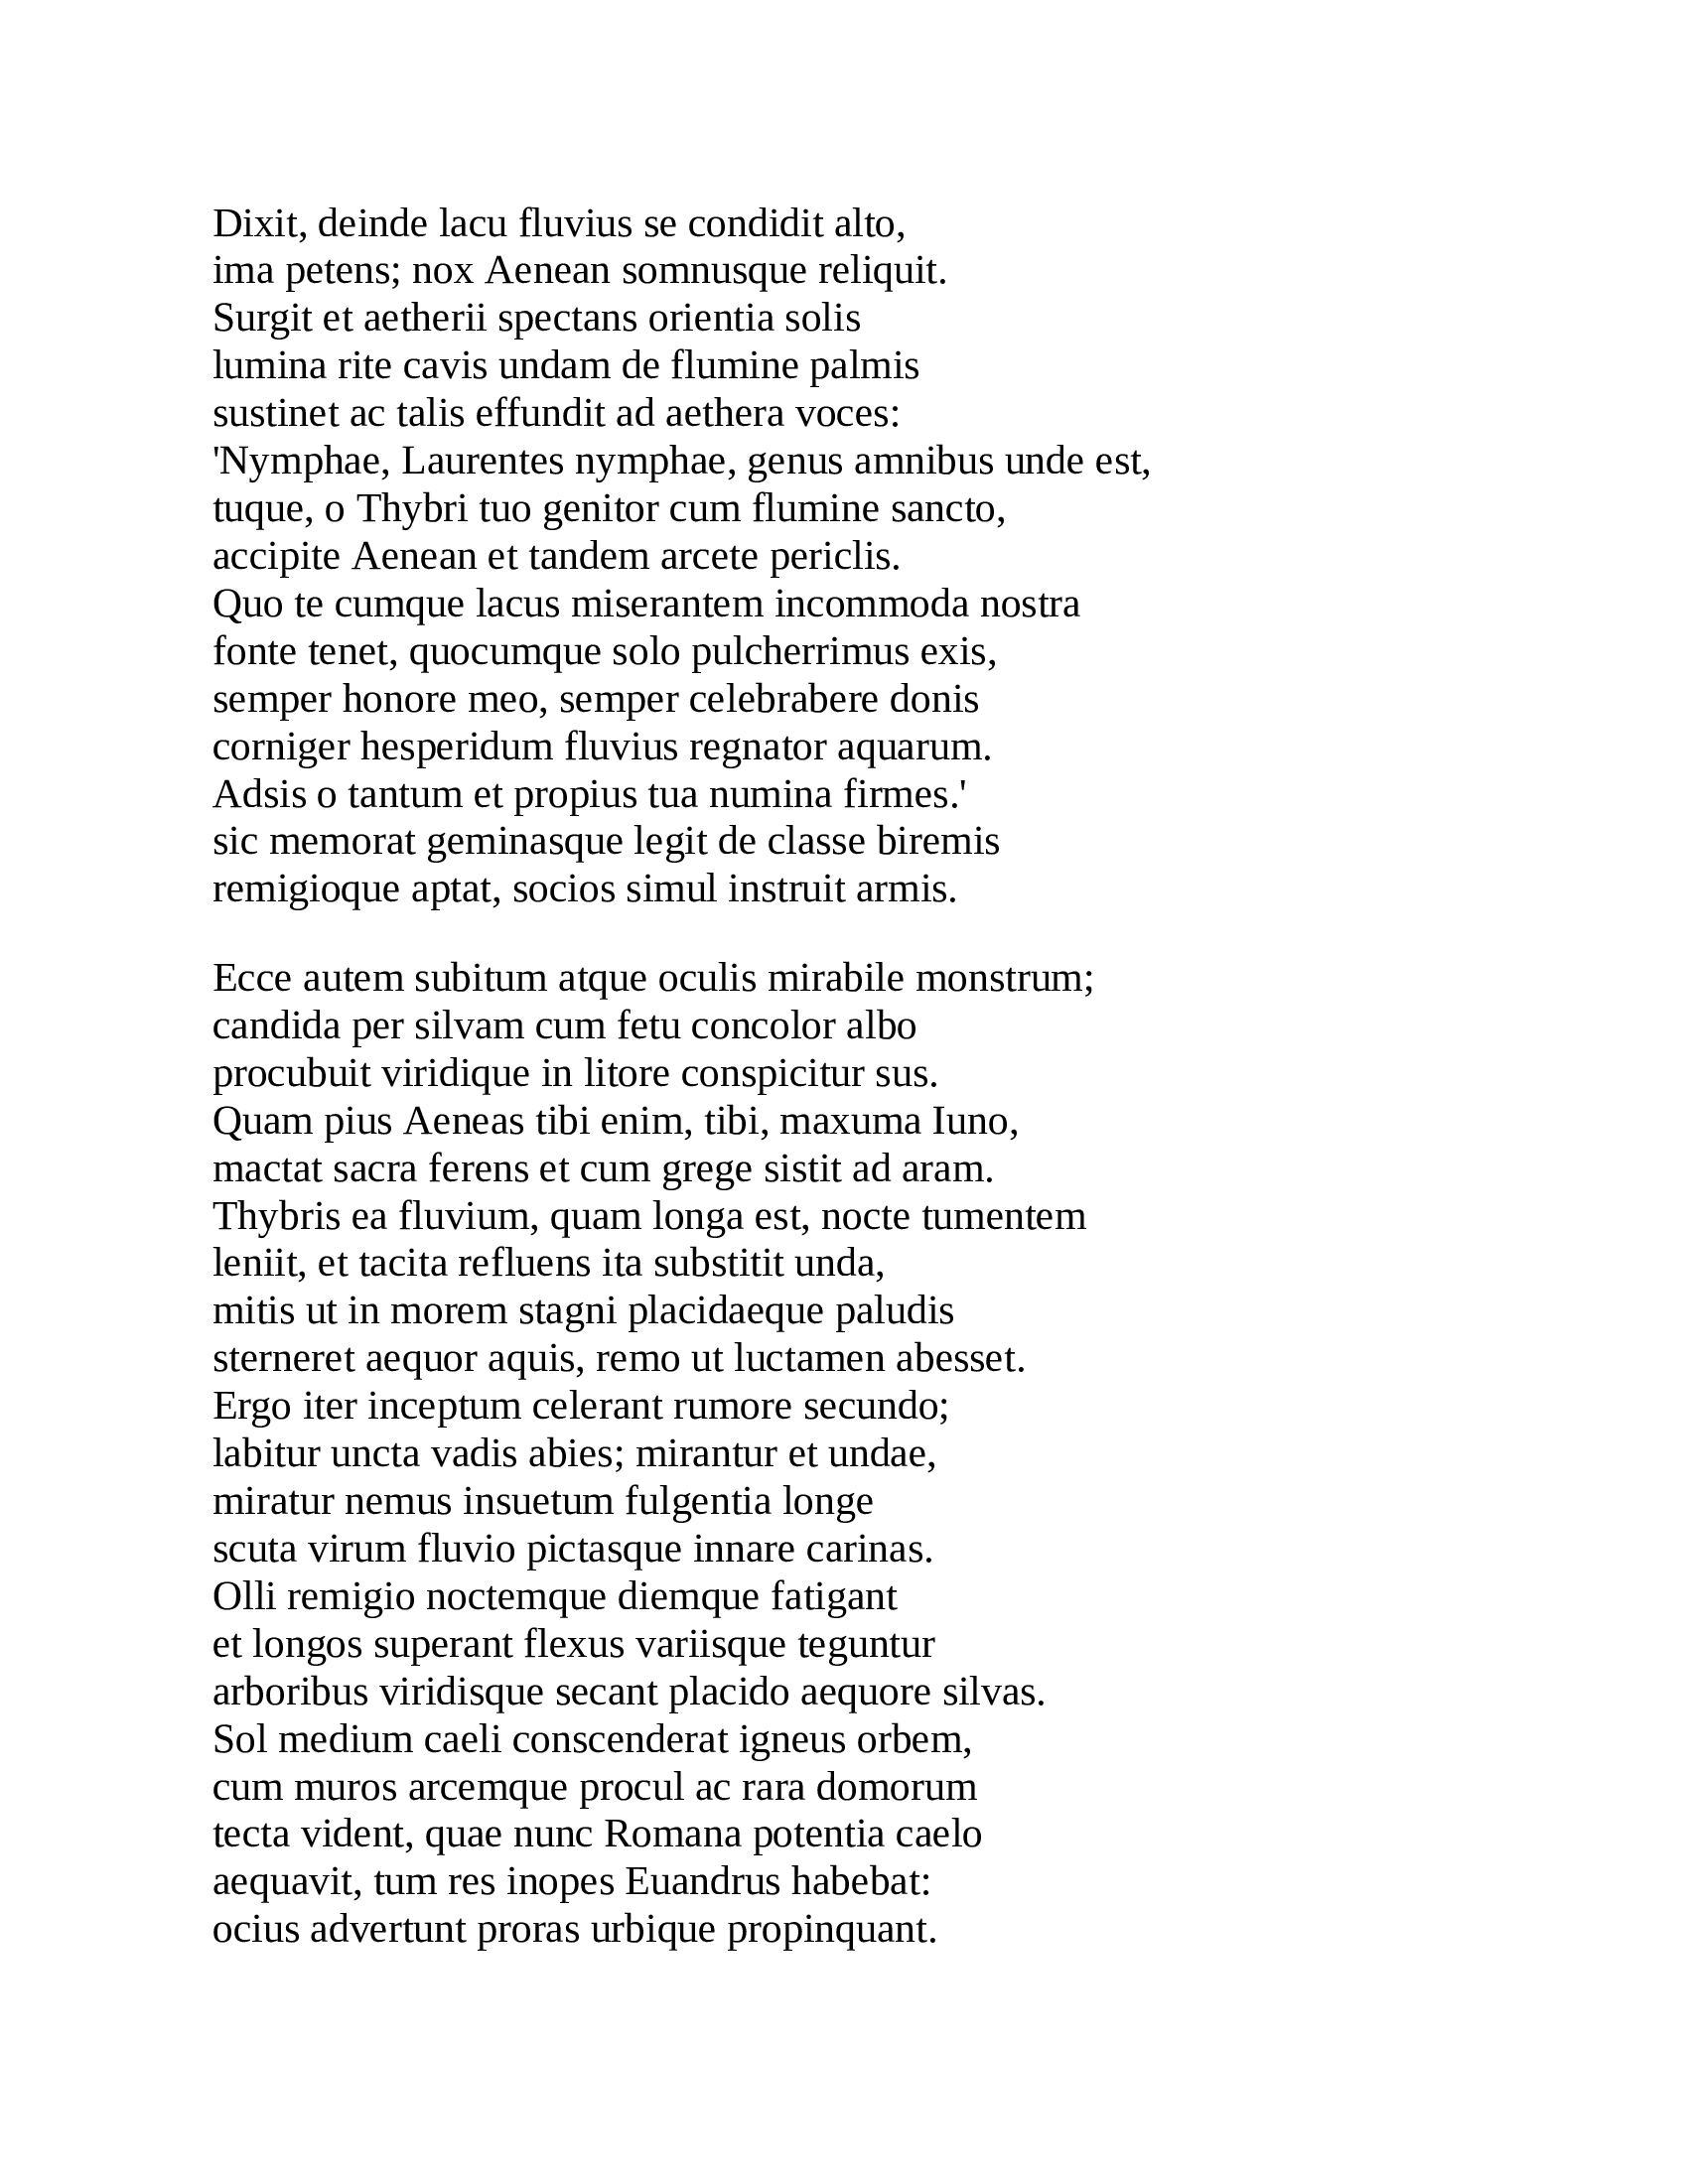 Dixit, deinde lacu fluvius se condidit alto,
ima petens; nox Aenean somnusque reliquit.
Surgit et aetherii spectans orientia solis
lumina rite cavis undam de flumine palmis
sustinet ac talis effundit ad aethera voces:
'Nymphae, Laurentes nymphae, genus amnibus unde est,
tuque, o Thybri tuo genitor cum flumine sancto,
accipite Aenean et tandem arcete periclis.
Quo te cumque lacus miserantem incommoda nostra
fonte tenet, quocumque solo pulcherrimus exis,
semper honore meo, semper celebrabere donis
corniger hesperidum fluvius regnator aquarum.
Adsis o tantum et propius tua numina firmes.'
sic memorat geminasque legit de classe biremis
remigioque aptat, socios simul instruit armis.
Ecce autem subitum atque oculis mirabile monstrum;
candida per silvam cum fetu concolor albo
procubuit viridique in litore conspicitur sus.
Quam pius Aeneas tibi enim, tibi, maxuma Iuno,
mactat sacra ferens et cum grege sistit ad aram.
Thybris ea fluvium, quam longa est, nocte tumentem
leniit, et tacita refluens ita substitit unda,
mitis ut in morem stagni placidaeque paludis
sterneret aequor aquis, remo ut luctamen abesset.
Ergo iter inceptum celerant rumore secundo;
labitur uncta vadis abies; mirantur et undae,
miratur nemus insuetum fulgentia longe
scuta virum fluvio pictasque innare carinas.
Olli remigio noctemque diemque fatigant
et longos superant flexus variisque teguntur
arboribus viridisque secant placido aequore silvas.
Sol medium caeli conscenderat igneus orbem,
cum muros arcemque procul ac rara domorum
tecta vident, quae nunc Romana potentia caelo
aequavit, tum res inopes Euandrus habebat:
ocius advertunt proras urbique propinquant.